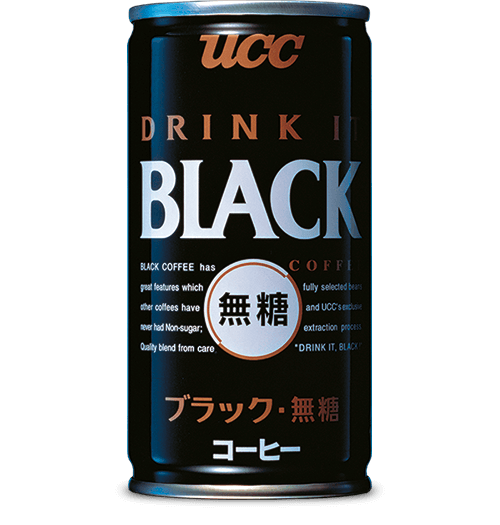 UCC
DRINK IT
BLACK
COFFEE
BLACK COFFEE has
great features which
other coffees have
never had Non-sugar;
Quality blend from care
fully selected beans
and UCC's exclusive
extraction process
"DRINK IT, BLACK"
無糖
ブラック・無糖
コーヒー